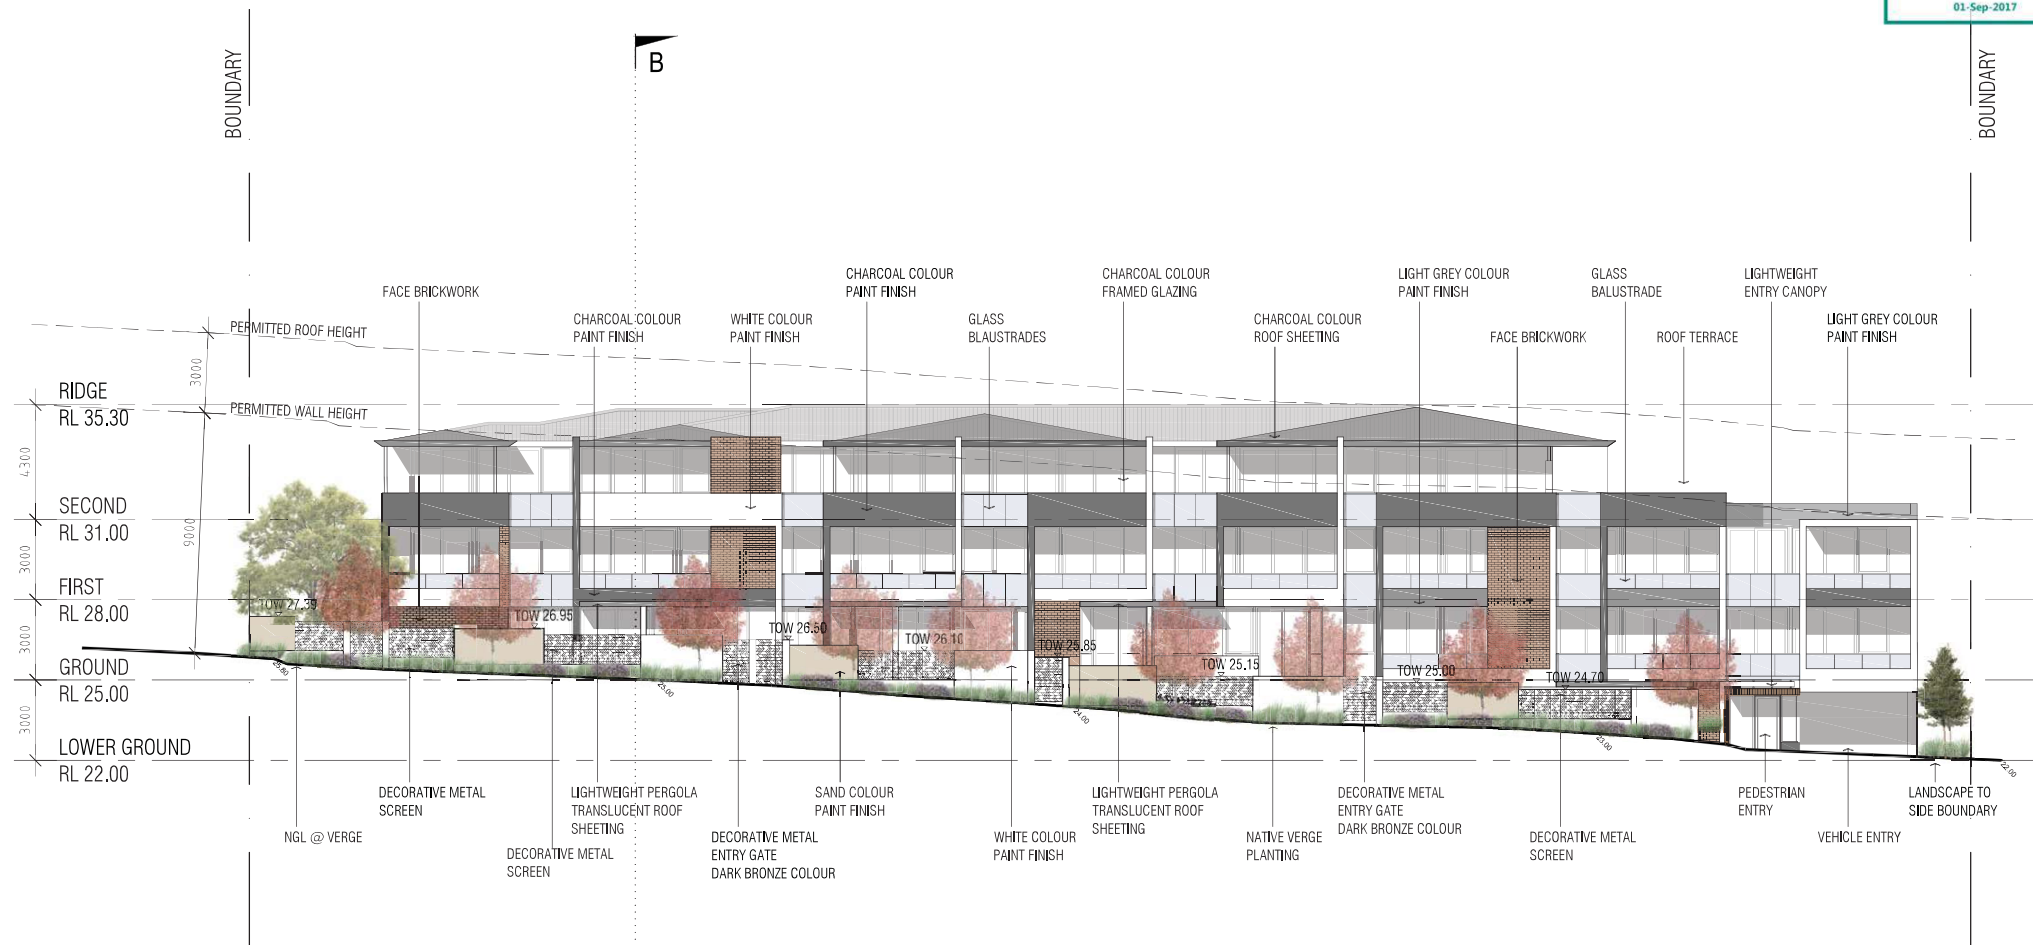 01-Sep-2017
BOUNDARY
B
BOUNDARY
FACE BRICKWORK
CHARCOAL COLOUR
PAINT FINISH
WHITE COLOUR
PAINT FINISH
CHARCOAL COLOUR
PAINT FINISH
GLASS
BLAUSTRADES
CHARCOAL COLOUR
FRAMED GLAZING
CHARCOAL COLOUR
ROOF SHEETING
LIGHT GREY COLOUR
PAINT FINISH
FACE BRICKWORK
GLASS
BALUSTRADE
ROOF TERRACE
LIGHTWEIGHT
ENTRY CANOPY
LIGHT GREY COLOUR
PAINT FINISH
PERMITTED ROOF HEIGHT
3000
PERMITTED WALL HEIGHT
9000
RIDGE
RL 35.30
4300
SECOND
RL 31.00
3000
FIRST
RL 28.00
3000
GROUND
RL 25.00
3000
LOWER GROUND
RL 22.00
TOW 27.39
TOW 26.95
TOW 26.50
TOW 26.10
TOW 25.85
TOW 25.15
TOW 25.00
TOW 24.70
25.00
24.00
23.00
22.00
NGL @ VERGE
DECORATIVE METAL
SCREEN
DECORATIVE METAL
SCREEN
LIGHTWEIGHT PERGOLA
TRANSLUCENT ROOF
SHEETING
DECORATIVE METAL
ENTRY GATE
DARK BRONZE COLOUR
SAND COLOUR
PAINT FINISH
WHITE COLOUR
PAINT FINISH
LIGHTWEIGHT PERGOLA
TRANSLUCENT ROOF
SHEETING
NATIVE VERGE
PLANTING
DECORATIVE METAL
ENTRY GATE
DARK BRONZE COLOUR
DECORATIVE METAL
SCREEN
PEDESTRIAN
ENTRY
VEHICLE ENTRY
LANDSCAPE TO
SIDE BOUNDARY